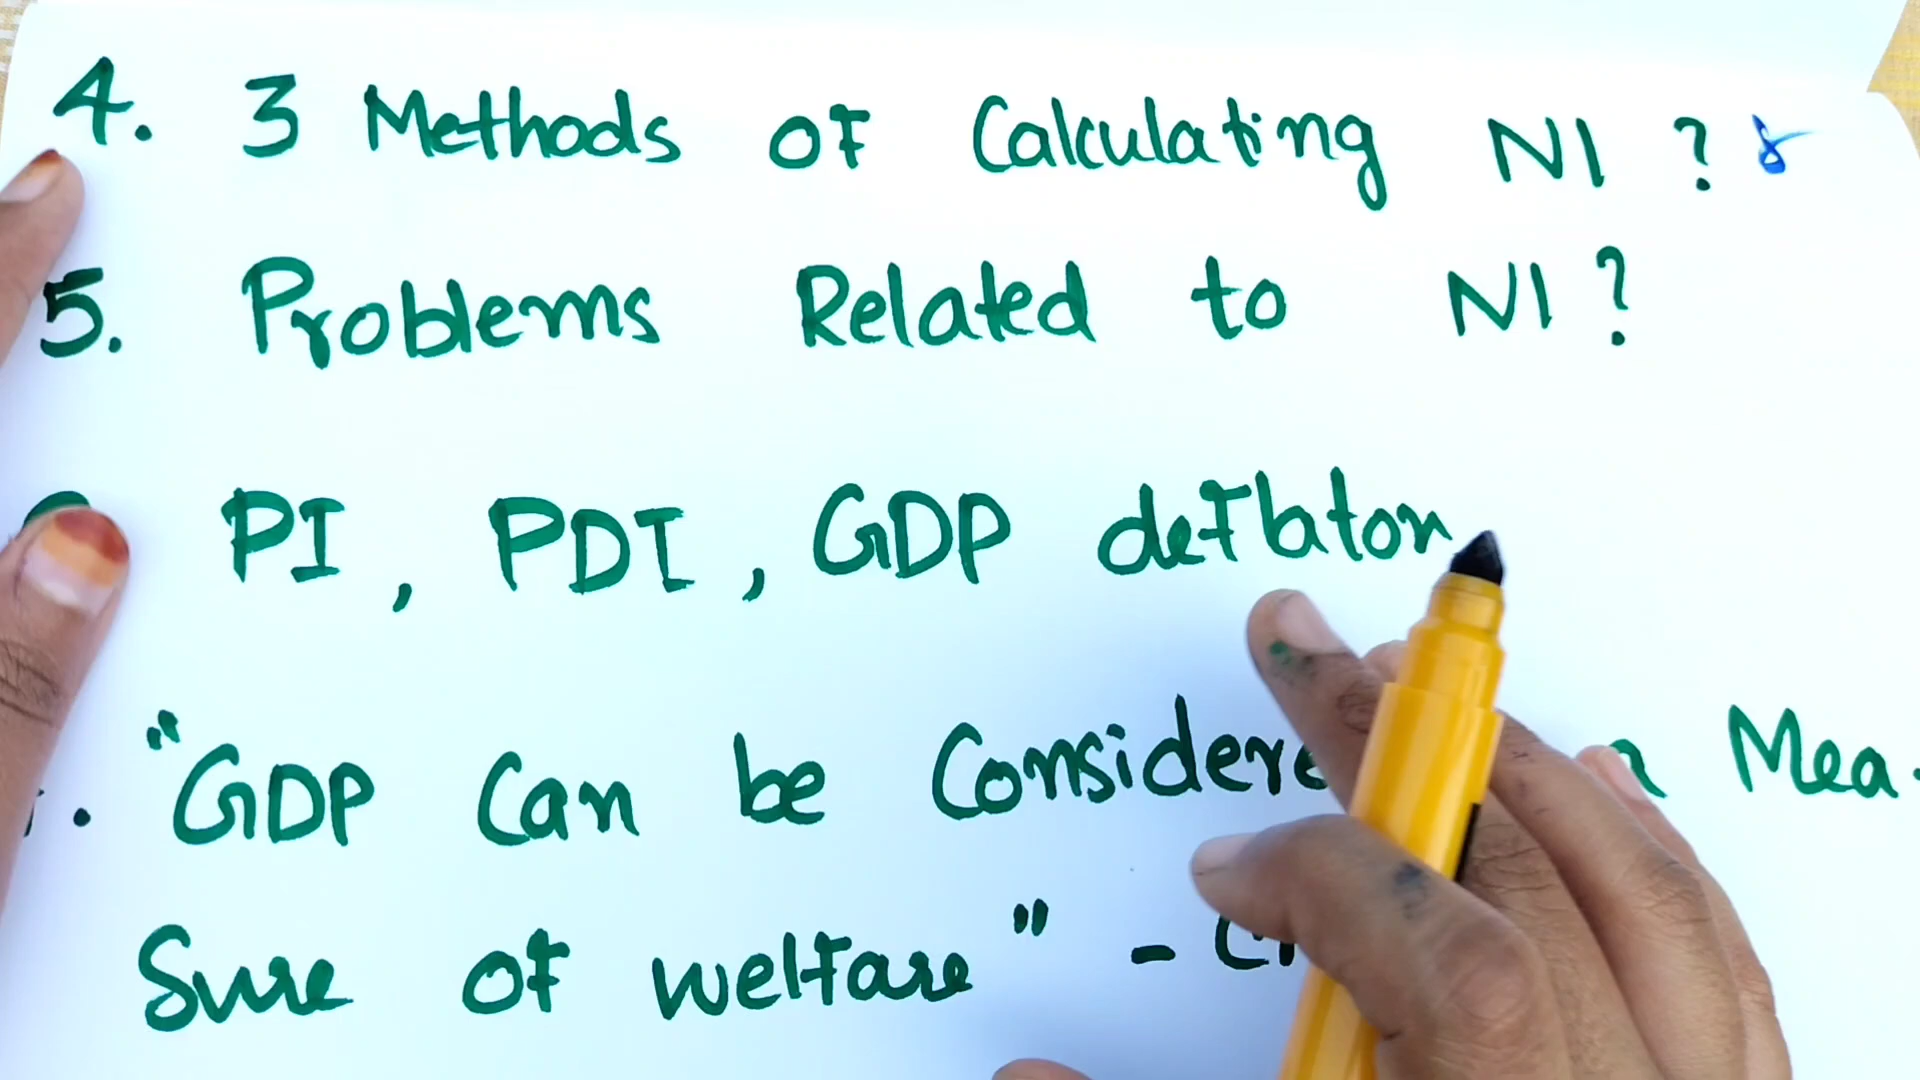 4. 3 Methods of Calculating NI ? 8
5. Problems Related to NI ?
PI, PDI, GDP deflator
"GDP Can be Considere a Mea-
Sure of welfare" -